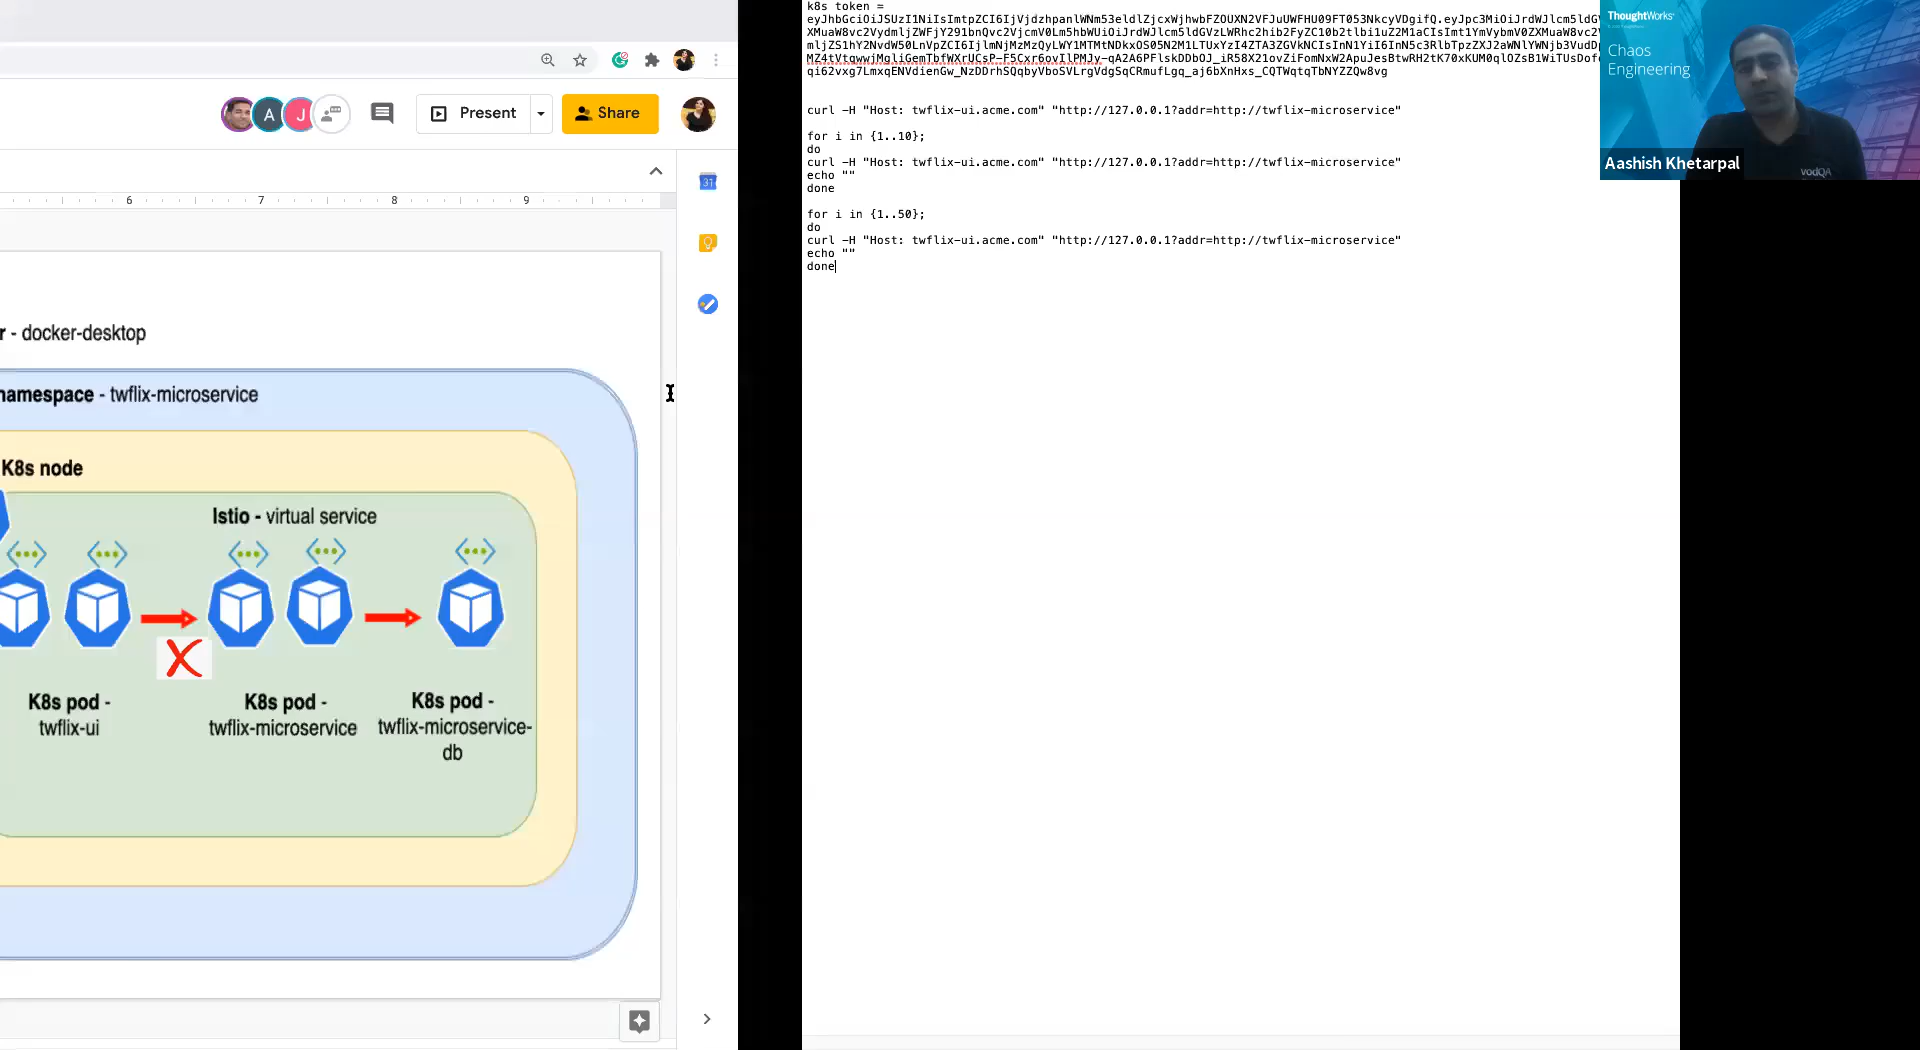 Present
Share
J
A
31
6 7 8 9
r - docker-desktop
namespace - twflix-microservice
K8s node
Istio - virtual service
K8s pod -
twflix-ui
K8s pod -
twflix-microservice
K8s pod -
twflix-microservice-
db
k8s token =
curl -H "Host: twflix-ui.acme.com" "http://127.0.0.1?addr=http://twflix-microservice"
for i in {1..10};
do
curl -H "Host: twflix-ui.acme.com" "http://127.0.0.1?addr=http://twflix-microservice"
echo ""
done
for i in {1..50};
do
curl -H "Host: twflix-ui.acme.com" "http://127.0.0.1?addr=http://twflix-microservice"
echo ""
done
ThoughtWorks
Chaos
Engineering
Aashish Khetarpal
vodQA